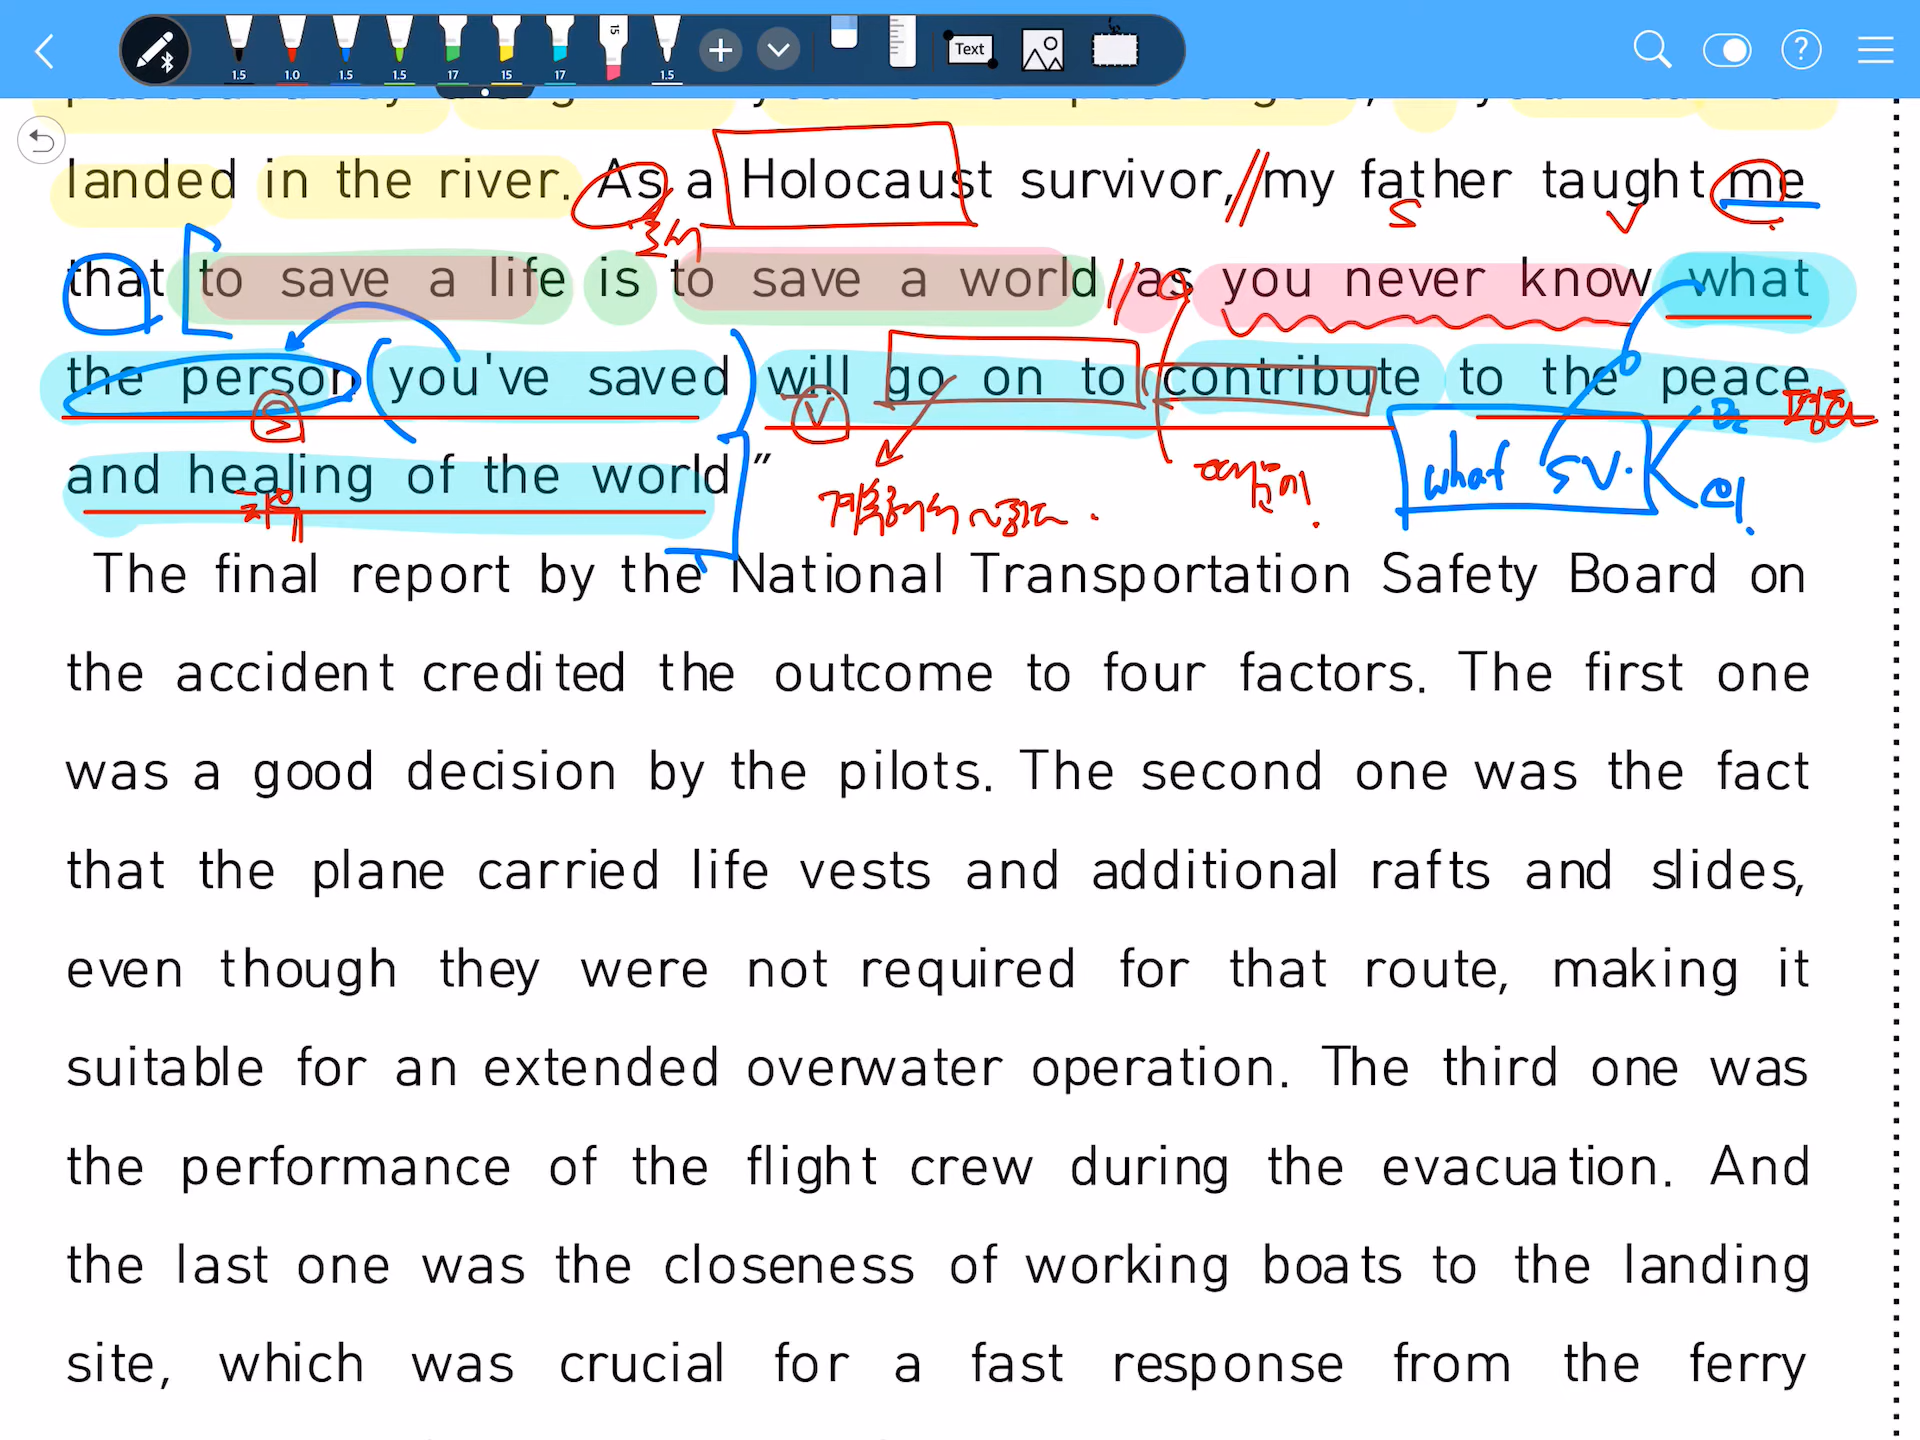 1.5 1.0 1.5 1.5 17 15 17 15 1.5 Text
landed in the river. As a Holocaust survivor, my father taught me
S V
that to save a life is to save a world as you never know what
the person you've saved will go on to contribute to the peace
S V 평화
and healing of the world”
what SV.
The final report by the National Transportation Safety Board on
the accident credited the outcome to four factors. The first one
was a good decision by the pilots. The second one was the fact
that the plane carried life vests and additional rafts and slides,
even though they were not required for that route, making it
suitable for an extended overwater operation. The third one was
the performance of the flight crew during the evacuation. And
the last one was the closeness of working boats to the landing
site, which was crucial for a fast response from the ferry